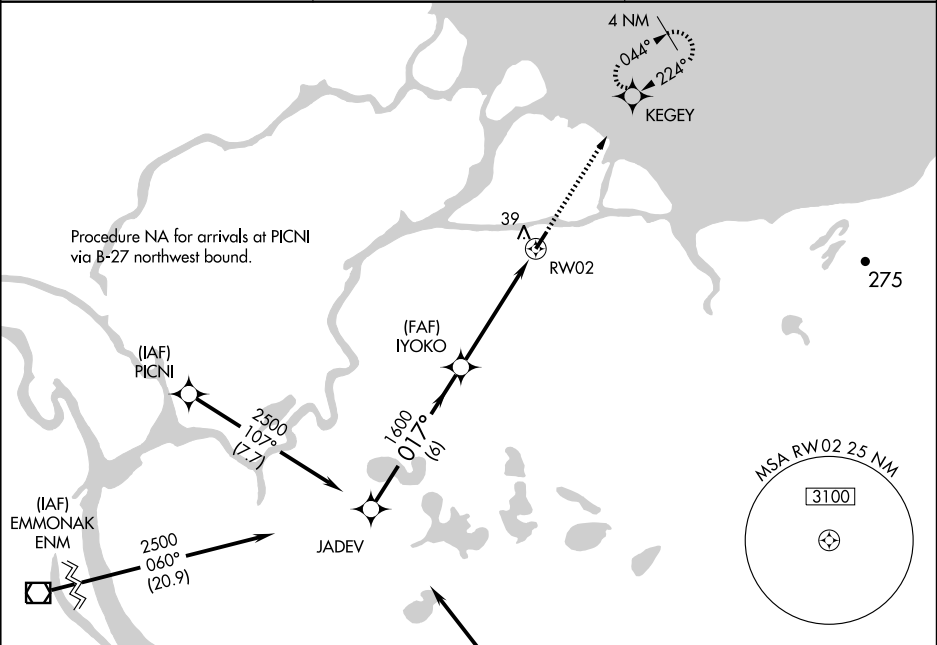 4 NM
044°
224°
KEGEY
39
RW02
Procedure NA for arrivals at PICNI
via B-27 northwest bound.
275
(FAF)
IYOKO
(IAF)
PICNI
2500
107°
(7.7)
1600
017°
(6)
MSA RW02 25 NM
3100
(IAF)
EMMONAK
ENM
2500
060°
(20.9)
JADEV